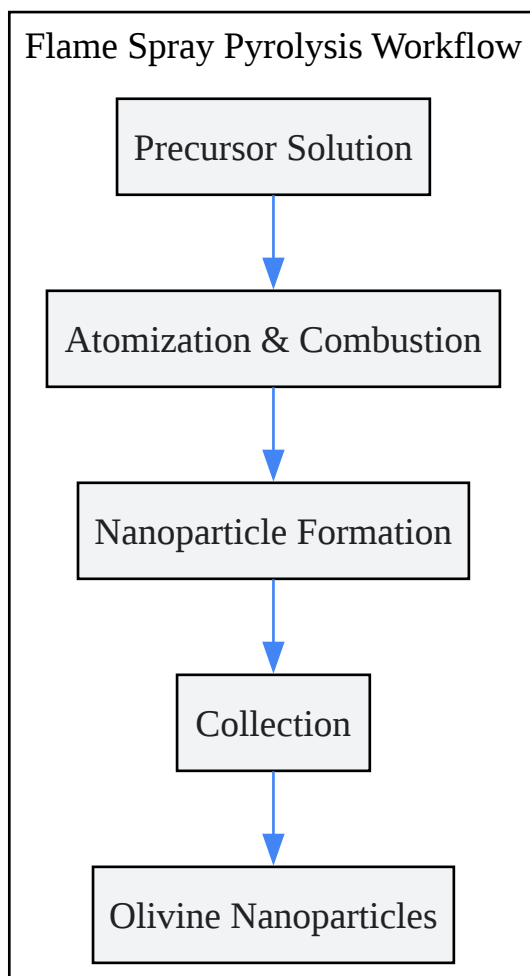 Flame Spray Pyrolysis Workflow
Precursor Solution
Atomization & Combustion
Nanoparticle Formation
Collection
Olivine Nanoparticles